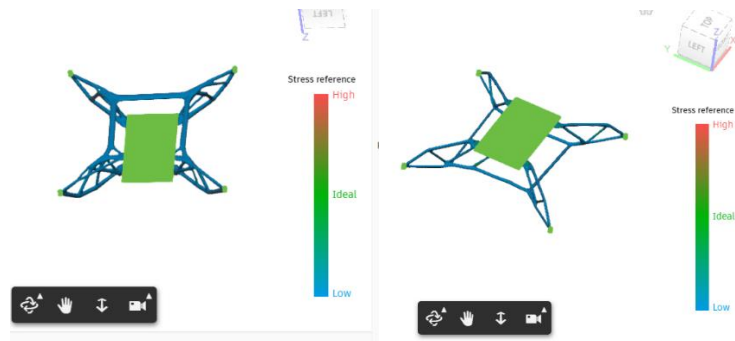 LEFT
Z
Stress reference
High
Ideal
Low
Z
X
LEFT
Y
Stress reference
High
Ideal
Low